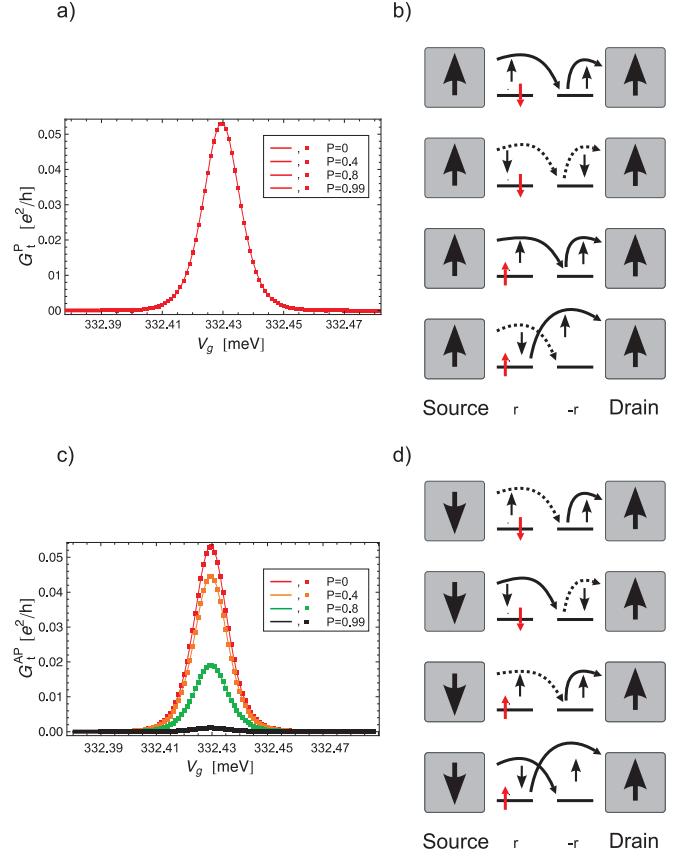 a)
G_t^P [e²/h]
0.05
0.04
0.03
0.02
0.01
00
332.39 332.41 332.43 332.45 332.47
V_g [meV]
, P=0
, P=0.4
, P=0.8
, P=0.99
b)
Source r -r Drain
c)
G_t^AP [e²/h]
0.05
0.04
0.03
0.02
0.01
0.00
332.39 332.41 332.43 332.45 332.47
V_g [meV]
, P=0
, P=0.4
, P=0.8
, P=0.99
d)
Source r -r Drain